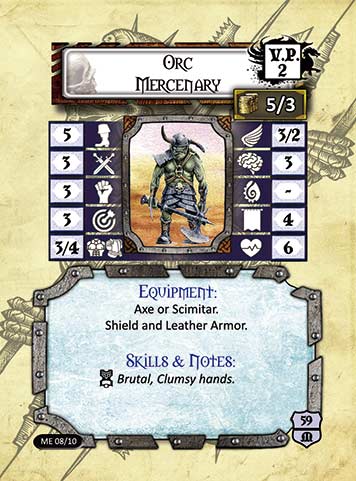 Orc
Mercenary
V.P.
2
5/3
5
3/2
3
3
3
-
3
4
3/4
6
Equipment:
Axe or Scimitar.
Shield and Leather Armor.
Skills & Notes:
Brutal, Clumsy hands.
59
M
ME 08/10